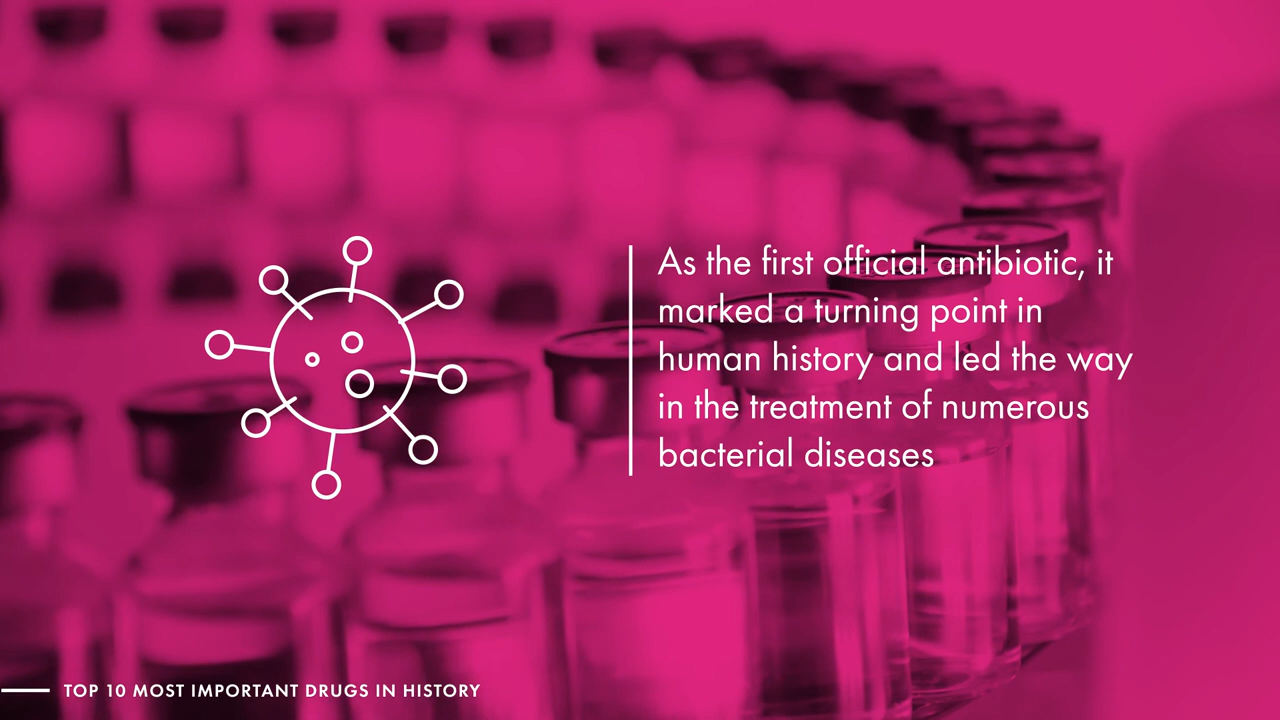 As the first official antibiotic, it
marked a turning point in
human history and led the way
in the treatment of numerous
bacterial diseases
TOP 10 MOST IMPORTANT DRUGS IN HISTORY